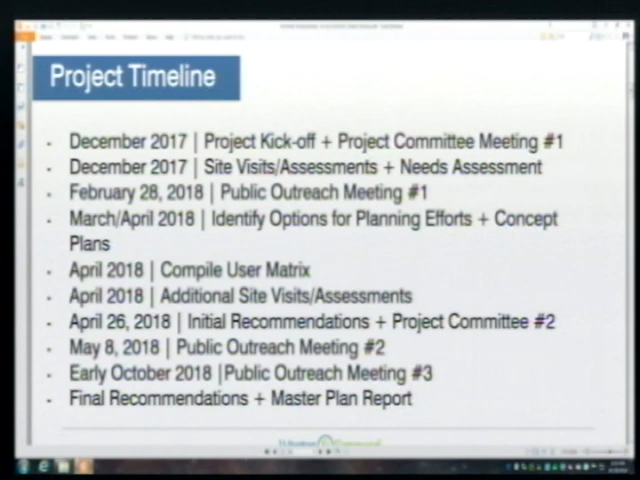 Project Timeline
December 2017 | Project Kick-off + Project Committee Meeting #1
December 2017 | Site Visits/Assessments + Needs Assessment
February 28, 2018 | Public Outreach Meeting #1
March/April 2018 | Identify Options for Planning Efforts + Concept
Plans
April 2018 | Compile User Matrix
April 2018 | Additional Site Visits/Assessments
April 26, 2018 | Initial Recommendations + Project Committee #2
May 8, 2018 | Public Outreach Meeting #2
Early October 2018 |Public Outreach Meeting #3
Final Recommendations + Master Plan Report